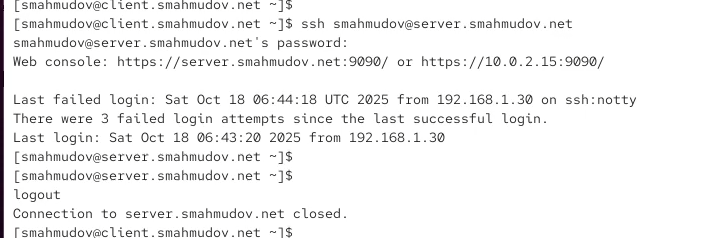 [smahmudov@client.smahmudov.net ~]$
[smahmudov@client.smahmudov.net ~]$ ssh smahmudov@server.smahmudov.net
smahmudov@server.smahmudov.net's password:
Web console: https://server.smahmudov.net:9090/ or https://10.0.2.15:9090/
Last failed login: Sat Oct 18 06:44:18 UTC 2025 from 192.168.1.30 on ssh:notty
There were 3 failed login attempts since the last successful login.
Last login: Sat Oct 18 06:43:20 2025 from 192.168.1.30
[smahmudov@server.smahmudov.net ~]$
[smahmudov@server.smahmudov.net ~]$
logout
Connection to server.smahmudov.net closed.
[smahmudov@client.smahmudov.net ~]$